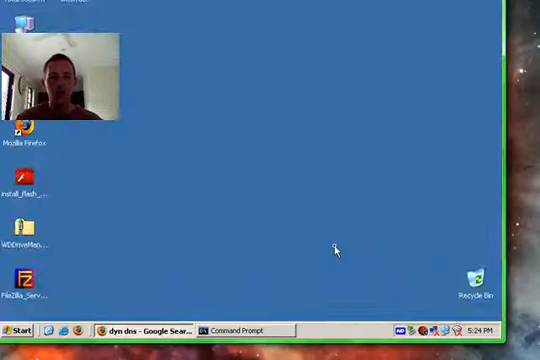 Mozilla Firefox
install_flash_...
WDDriveMan...
FileZilla_Serv...
Recycle Bin
Start
dyn dns - Google Sear...
Command Prompt
5:24 PM